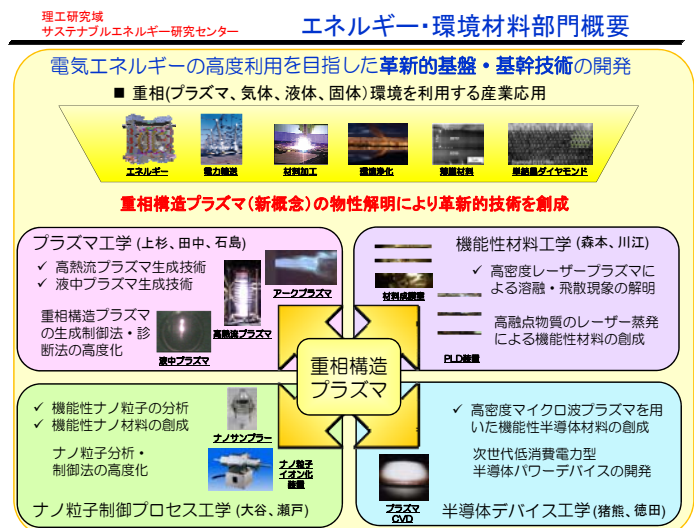 理工研究域
サステナブルエネルギー研究センター
エネルギー・環境材料部門概要
電気エネルギーの高度利用を目指した革新的基盤・基幹技術の開発
■ 重相(プラズマ、気体、液体、固体)環境を利用する産業応用
エネルギー
電力輸送
材料加工
環境浄化
薄膜材料
単結晶ダイヤモンド
重相構造プラズマ(新概念)の物性解明により革新的技術を創成
プラズマ工学 (上杉、田中、石島)
✓ 高熱流プラズマ生成技術
✓ 液中プラズマ生成技術
アークプラズマ
重相構造プラズマ
の生成制御法・診
断法の高度化
高熱流プラズマ
液中プラズマ
機能性材料工学 (森本、川江)
✓ 高密度レーザープラズマに
よる溶融・飛散現象の解明
材料成膜室
高融点物質のレーザー蒸発
による機能性材料の創成
PLD装置
重相構造
プラズマ
✓ 機能性ナノ粒子の分析
✓ 機能性ナノ材料の創成
ナノサンプラー
ナノ粒子分析・
制御法の高度化
ナノ粒子
イオン化
装置
ナノ粒子制御プロセス工学 (大谷、瀬戸)
✓ 高密度マイクロ波プラズマを用
いた機能性半導体材料の創成
次世代低消費電力型
半導体パワーデバイスの開発
プラズマ
CVD
半導体デバイス工学 (猪熊、徳田)